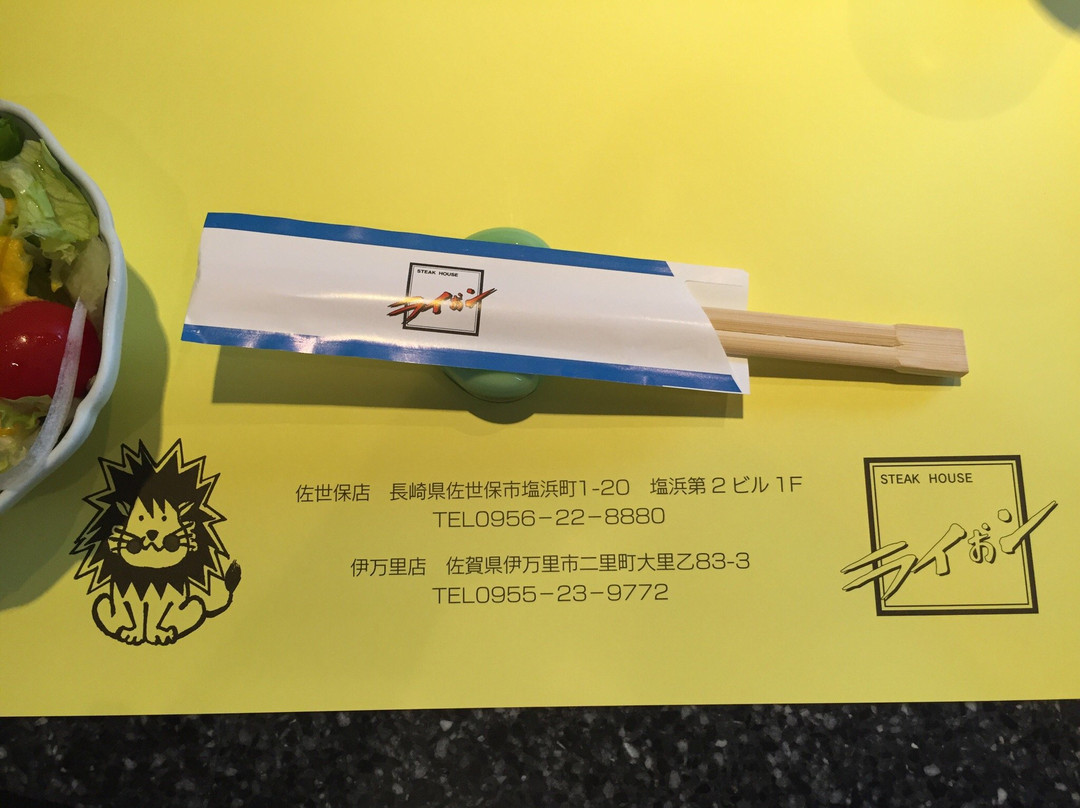 STEAK HOUSE
ライおン
佐世保店　長崎県佐世保市塩浜町1-20　塩浜第2ビル1F
TEL0956－22－8880
伊万里店　佐賀県伊万里市二里町大里乙83-3
TEL0955－23－9772
STEAK HOUSE
ライおン